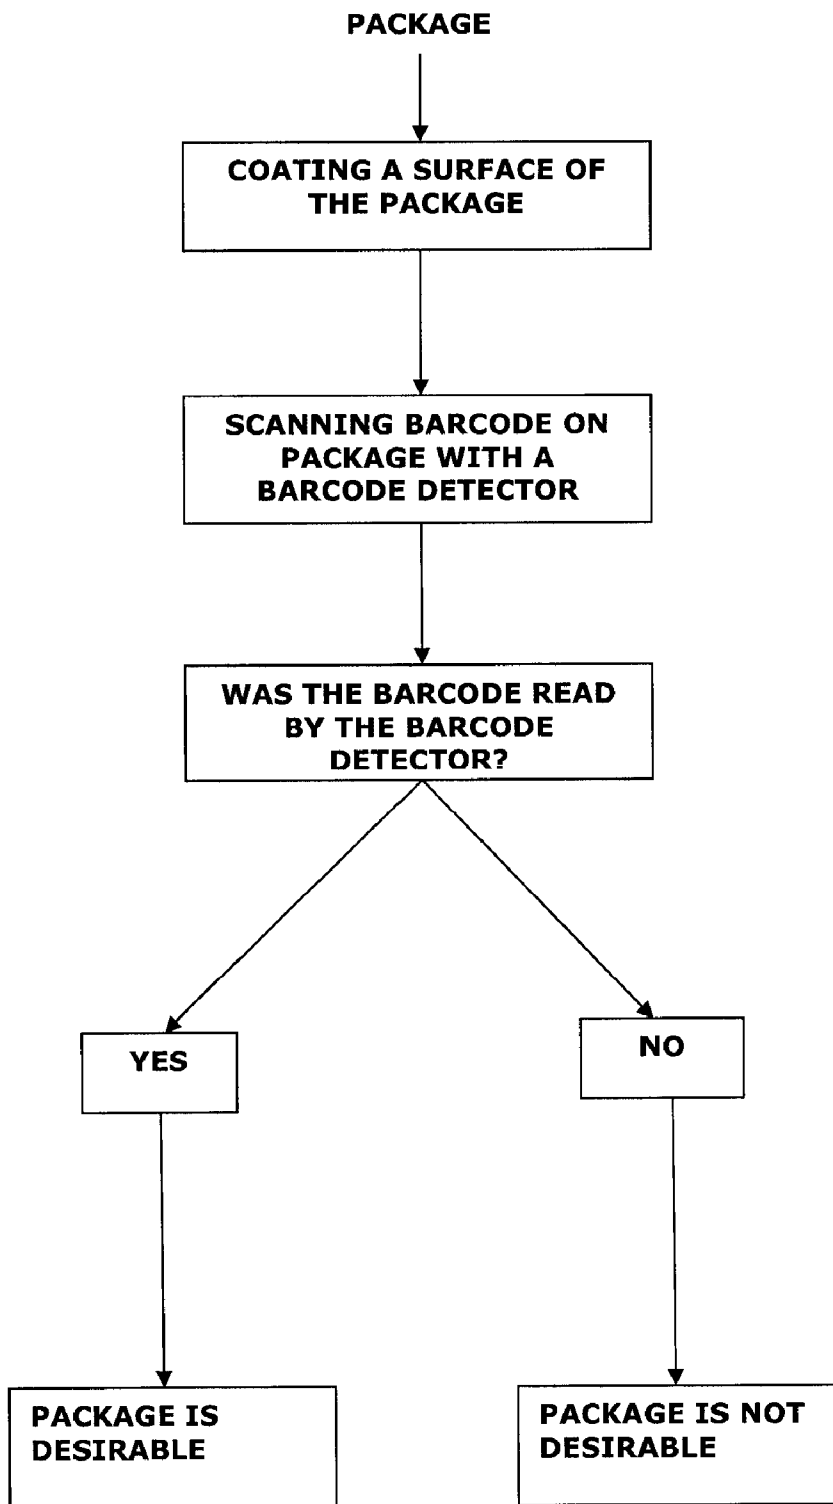 PACKAGE
COATING A SURFACE OF
THE PACKAGE
SCANNING BARCODE ON
PACKAGE WITH A
BARCODE DETECTOR
WAS THE BARCODE READ
BY THE BARCODE
DETECTOR?
YES
NO
PACKAGE IS
DESIRABLE
PACKAGE IS NOT
DESIRABLE